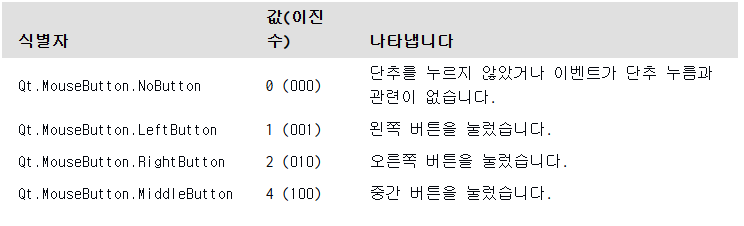 식별자 값(이진수) 나타냅니다
Qt.MouseButton.NoButton 0 (000) 단추를 누르지 않았거나 이벤트가 단추 누름과
관련이 없습니다.
Qt.MouseButton.LeftButton 1 (001) 왼쪽 버튼을 눌렀습니다.
Qt.MouseButton.RightButton 2 (010) 오른쪽 버튼을 눌렀습니다.
Qt.MouseButton.MiddleButton 4 (100) 중간 버튼을 눌렀습니다.